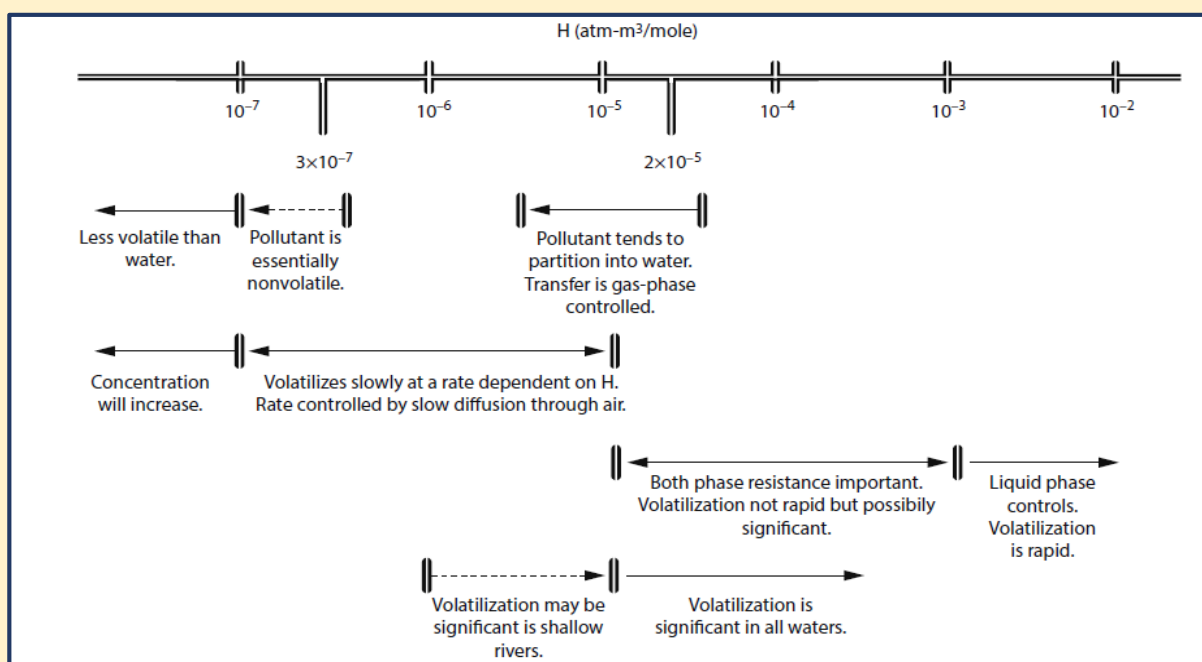 H (atm-m³/mole)
10⁻⁷
10⁻⁶
10⁻⁵
10⁻⁴
10⁻³
10⁻²
3×10⁻⁷
2×10⁻⁵
Less volatile than
water.
Pollutant is
essentially
nonvolatile.
Pollutant tends to
partition into water.
Transfer is gas-phase
controlled.
Concentration
will increase.
Volatilizes slowly at a rate dependent on H.
Rate controlled by slow diffusion through air.
Both phase resistance important.
Volatilization not rapid but possibily
significant.
Liquid phase
controls.
Volatilization
is rapid.
Volatilization may be
significant is shallow
rivers.
Volatilization is
significant in all waters.